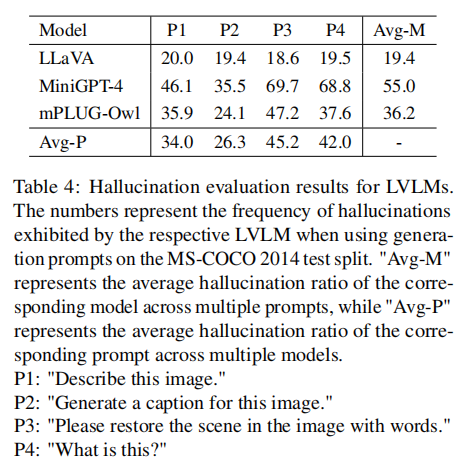 Model P1 P2 P3 P4 Avg-M
LLaVA 20.0 19.4 18.6 19.5 19.4
MiniGPT-4 46.1 35.5 69.7 68.8 55.0
mPLUG-Owl 35.9 24.1 47.2 37.6 36.2
Avg-P 34.0 26.3 45.2 42.0 -
Table 4: Hallucination evaluation results for LVLMs.
The numbers represent the frequency of hallucinations
exhibited by the respective LVLM when using genera-
tion prompts on the MS-COCO 2014 test split. "Avg-M"
represents the average hallucination ratio of the corre-
sponding model across multiple prompts, while "Avg-P"
represents the average hallucination ratio of the corre-
sponding prompt across multiple models.
P1: "Describe this image."
P2: "Generate a caption for this image."
P3: "Please restore the scene in the image with words."
P4: "What is this?"